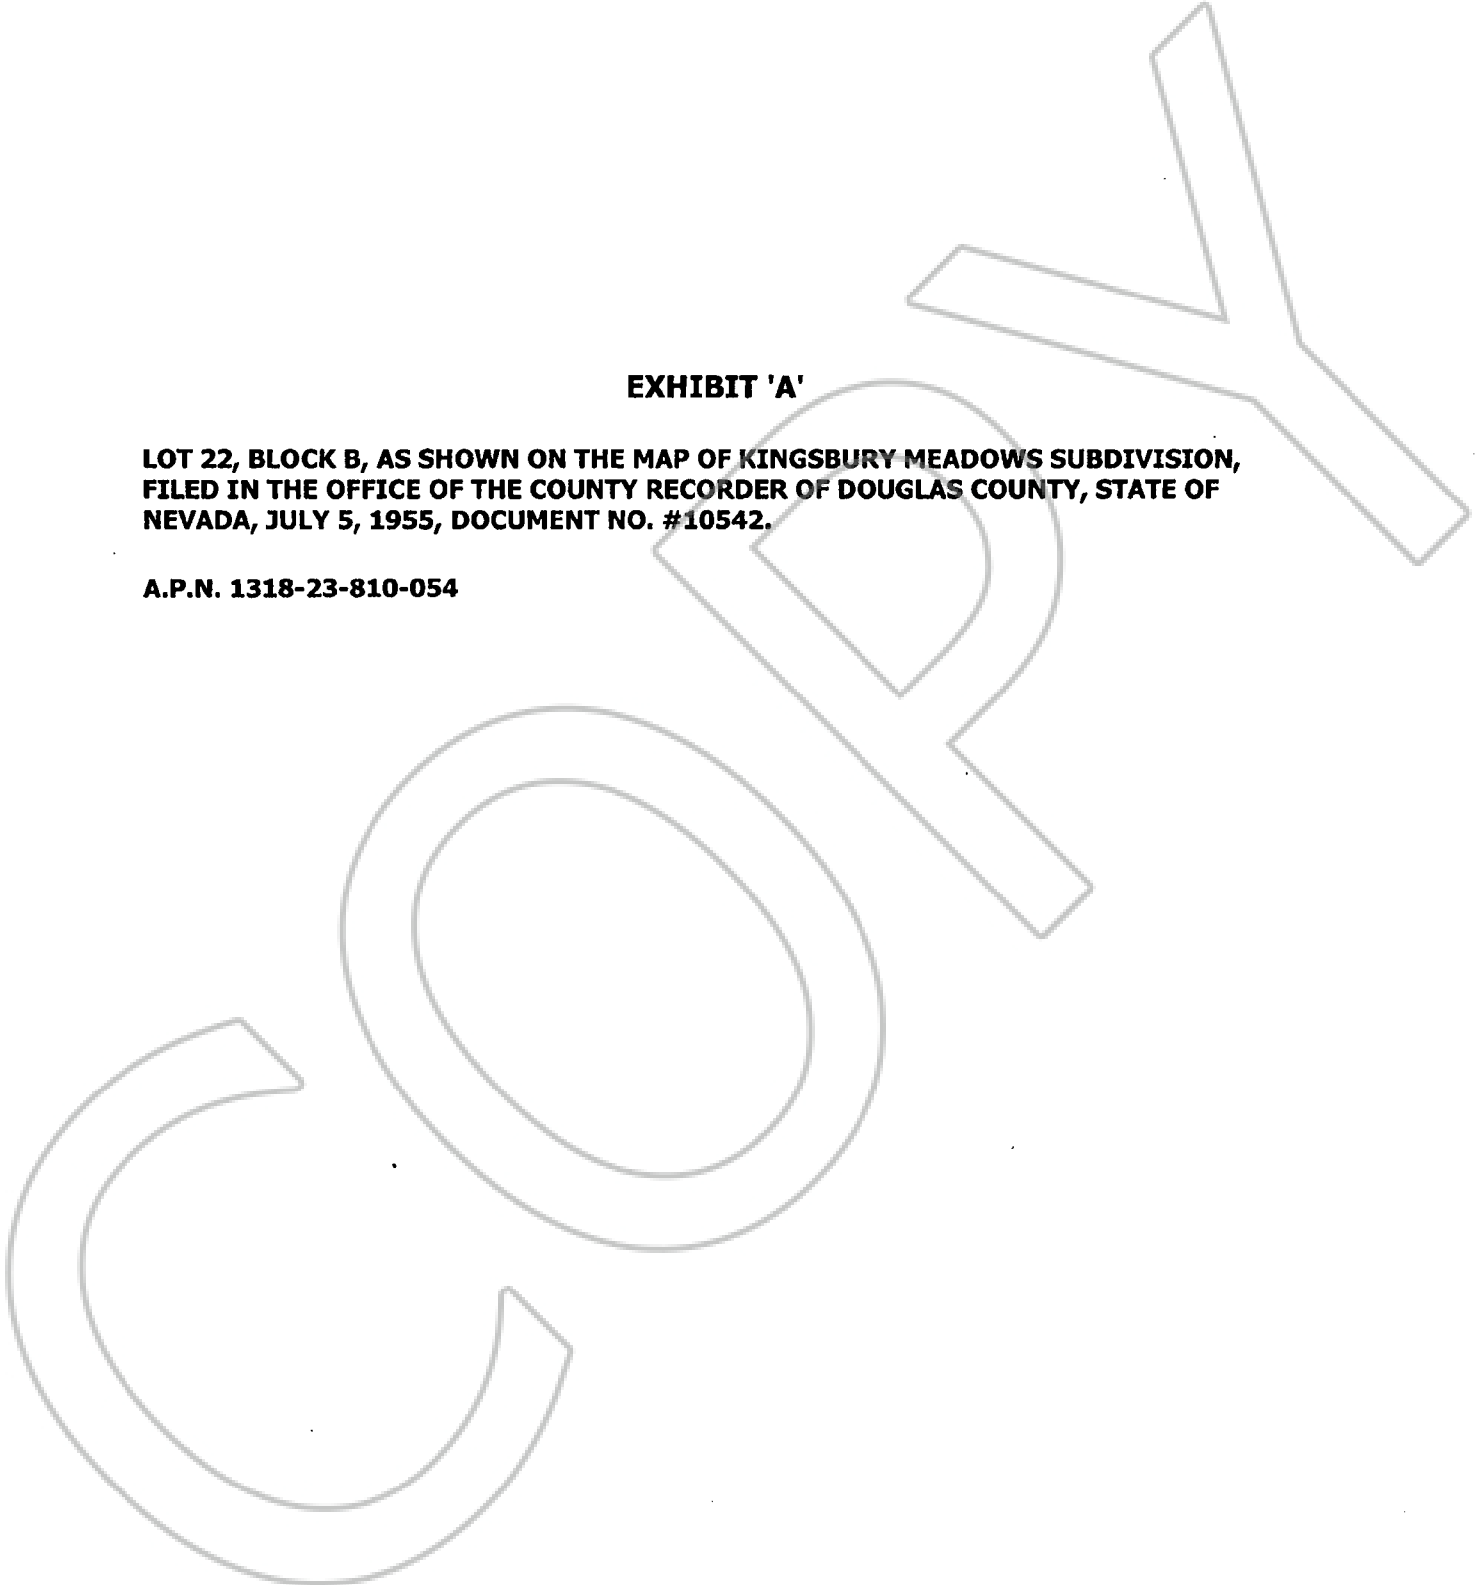 EXHIBIT 'A'
LOT 22, BLOCK B, AS SHOWN ON THE MAP OF KINGSBURY MEADOWS SUBDIVISION,
FILED IN THE OFFICE OF THE COUNTY RECORDER OF DOUGLAS COUNTY, STATE OF
NEVADA, JULY 5, 1955, DOCUMENT NO. #10542.
A.P.N. 1318-23-810-054
COPY